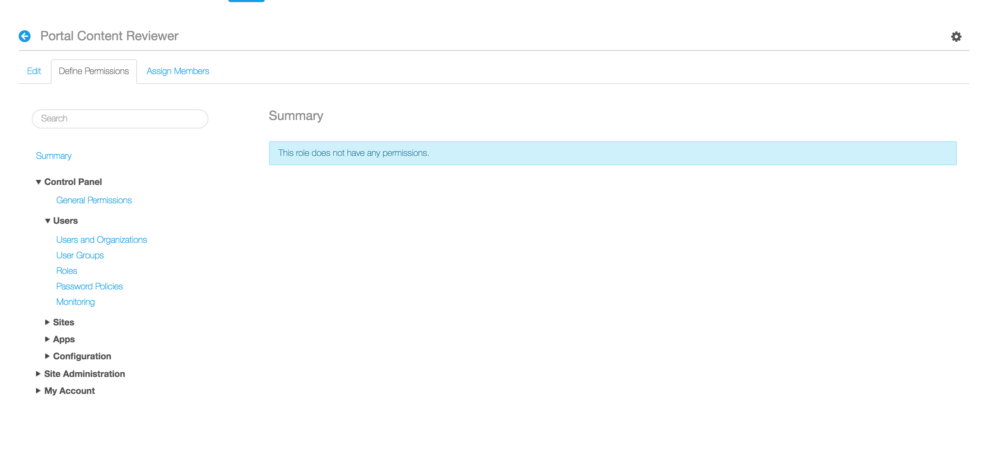 Portal Content Reviewer
Edit
Define Permissions
Assign Members
Search
Summary
Control Panel
General Permissions
Users
Users and Organizations
User Groups
Roles
Password Policies
Monitoring
Sites
Apps
Configuration
Site Administration
My Account
Summary
This role does not have any permissions.